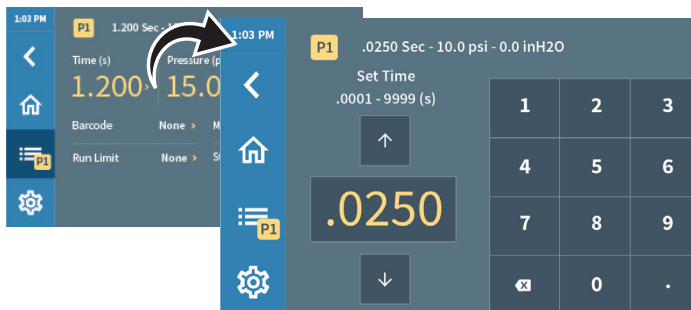 1:03 PM
P1 1.200 Sec - 1
Time (s) Pressure (p
1.200 › 15.0
Barcode None › M
Run Limit None › S
P1
1:03 PM
P1 .0250 Sec - 10.0 psi - 0.0 inH2O
Set Time
.0001 - 9999 (s)
.0250
P1
1 2 3
4 5 6
7 8 9
0 .